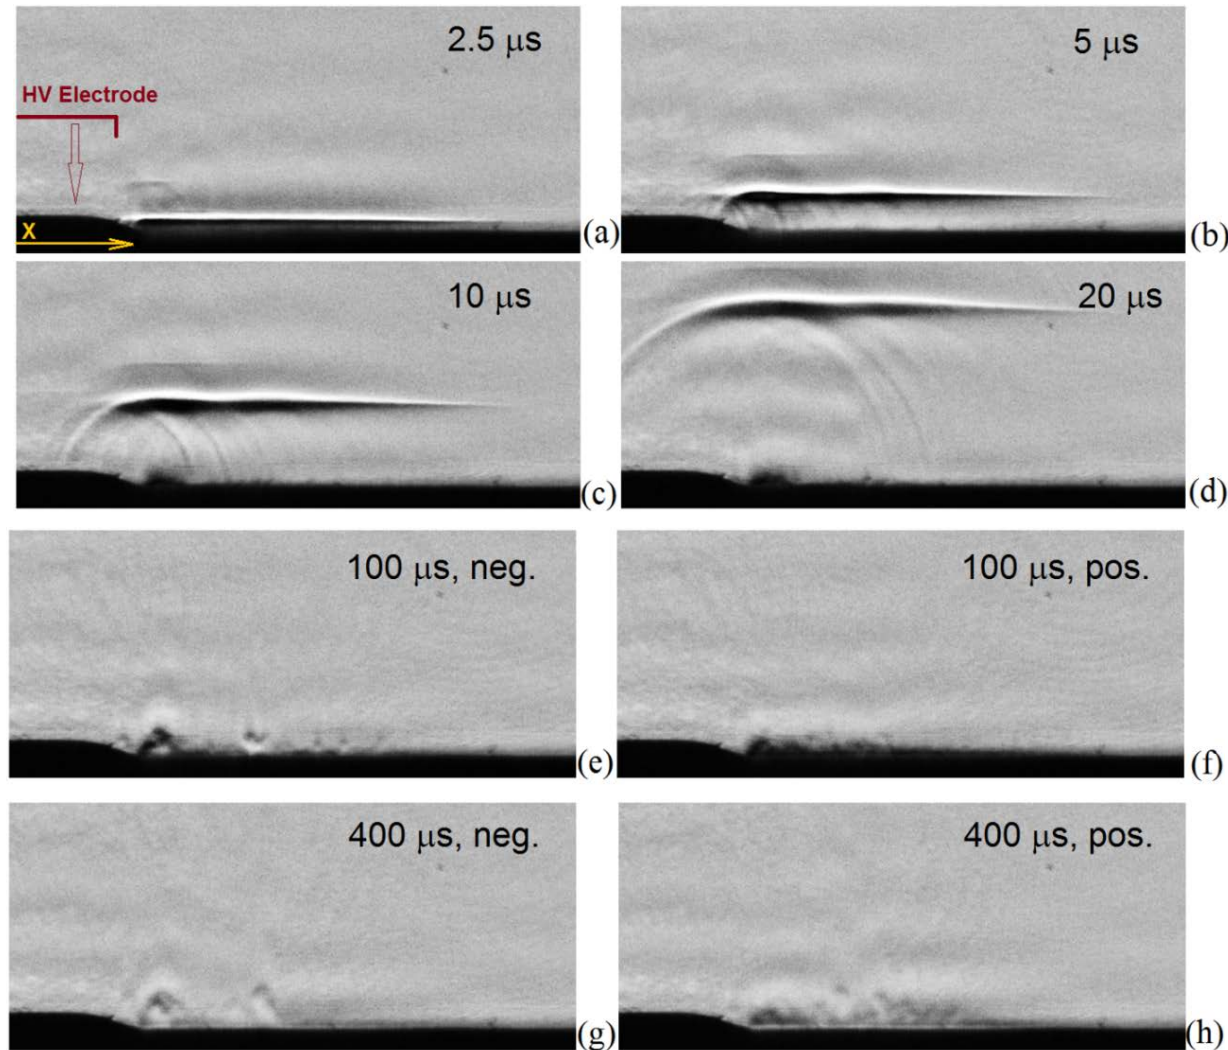 2.5 μs
HV Electrode
X
(a)
5 μs
(b)
10 μs
(c)
20 μs
(d)
100 μs, neg.
(e)
100 μs, pos.
(f)
400 μs, neg.
(g)
400 μs, pos.
(h)